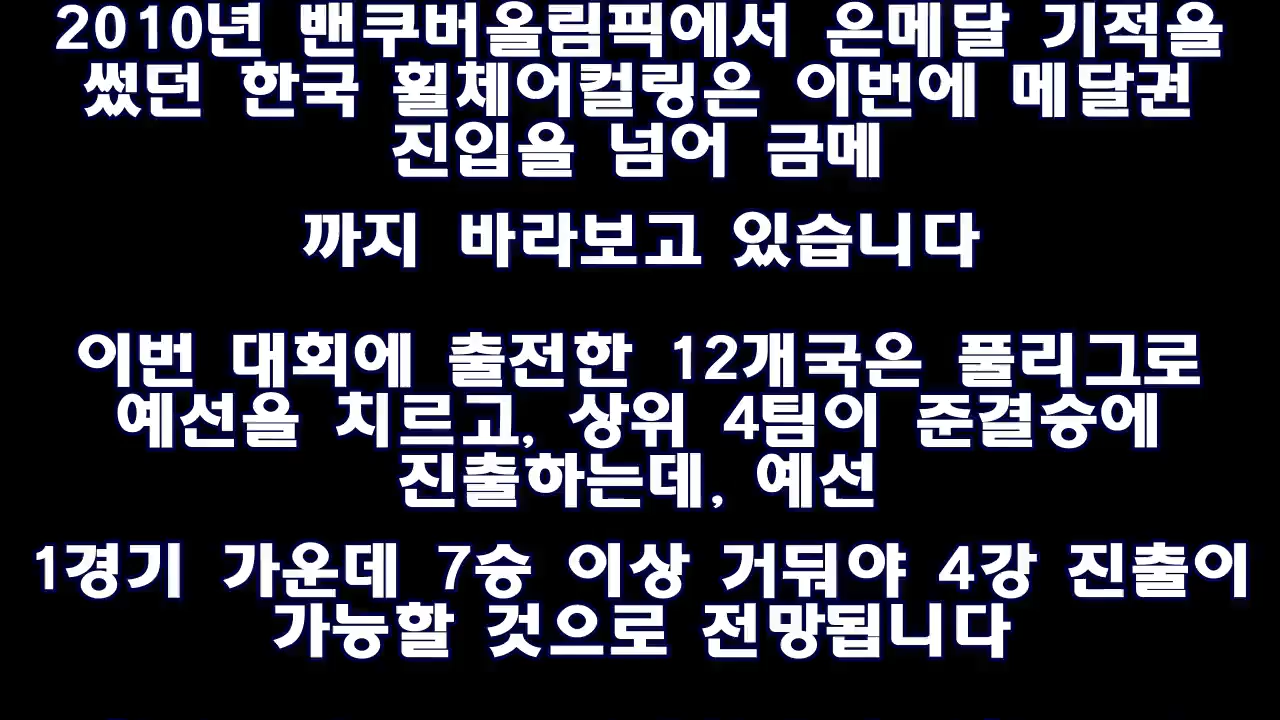 2010년 밴쿠버올림픽에서 은메달 기적을
썼던 한국 휠체어컬링은 이번에 메달권
진입을 넘어 금메
까지 바라보고 있습니다
이번 대회에 출전한 12개국은 풀리그로
예선을 치르고, 상위 4팀이 준결승에
진출하는데, 예선
1경기 가운데 7승 이상 거둬야 4강 진출이
가능할 것으로 전망됩니다